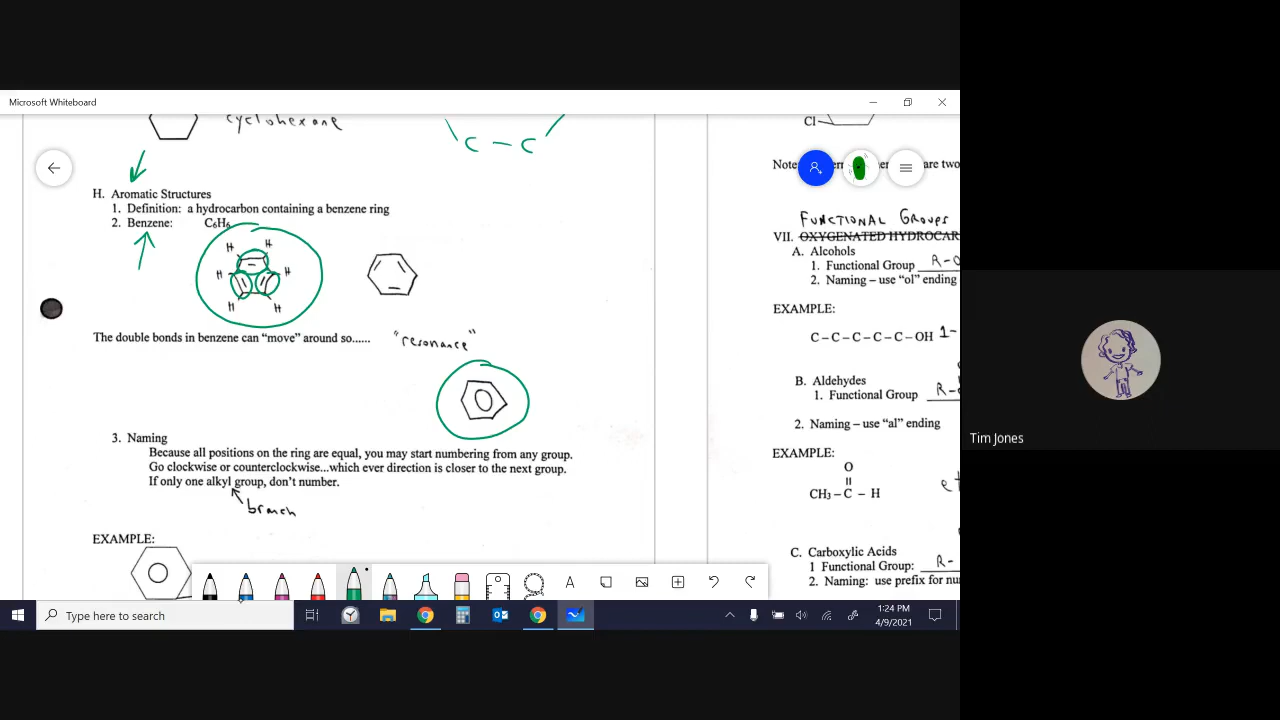 Microsoft Whiteboard
cyclohexane
C – C
H. Aromatic Structures
1. Definition: a hydrocarbon containing a benzene ring
2. Benzene: C₆H₆
H H
H H
H H
The double bonds in benzene can “move” around so...... "resonance"
3. Naming
Because all positions on the ring are equal, you may start numbering from any group.
Go clockwise or counterclockwise...which ever direction is closer to the next group.
If only one alkyl group, don’t number.
branch
EXAMPLE:
Cl
Note:
are two
FUNCTIONAL GROUPS
VII. OXYGENATED HYDROCAR
A. Alcohols
1. Functional Group R-O
2. Naming – use “ol” ending
EXAMPLE:
C – C – C – C – C – OH 1-
B. Aldehydes
1. Functional Group R-
2. Naming – use “al” ending
EXAMPLE:
O
CH₃ – C – H et
C. Carboxylic Acids
1 Functional Group: R-
2. Naming: use prefix for nu
Tim Jones
A
Type here to search
1:24 PM
4/9/2021